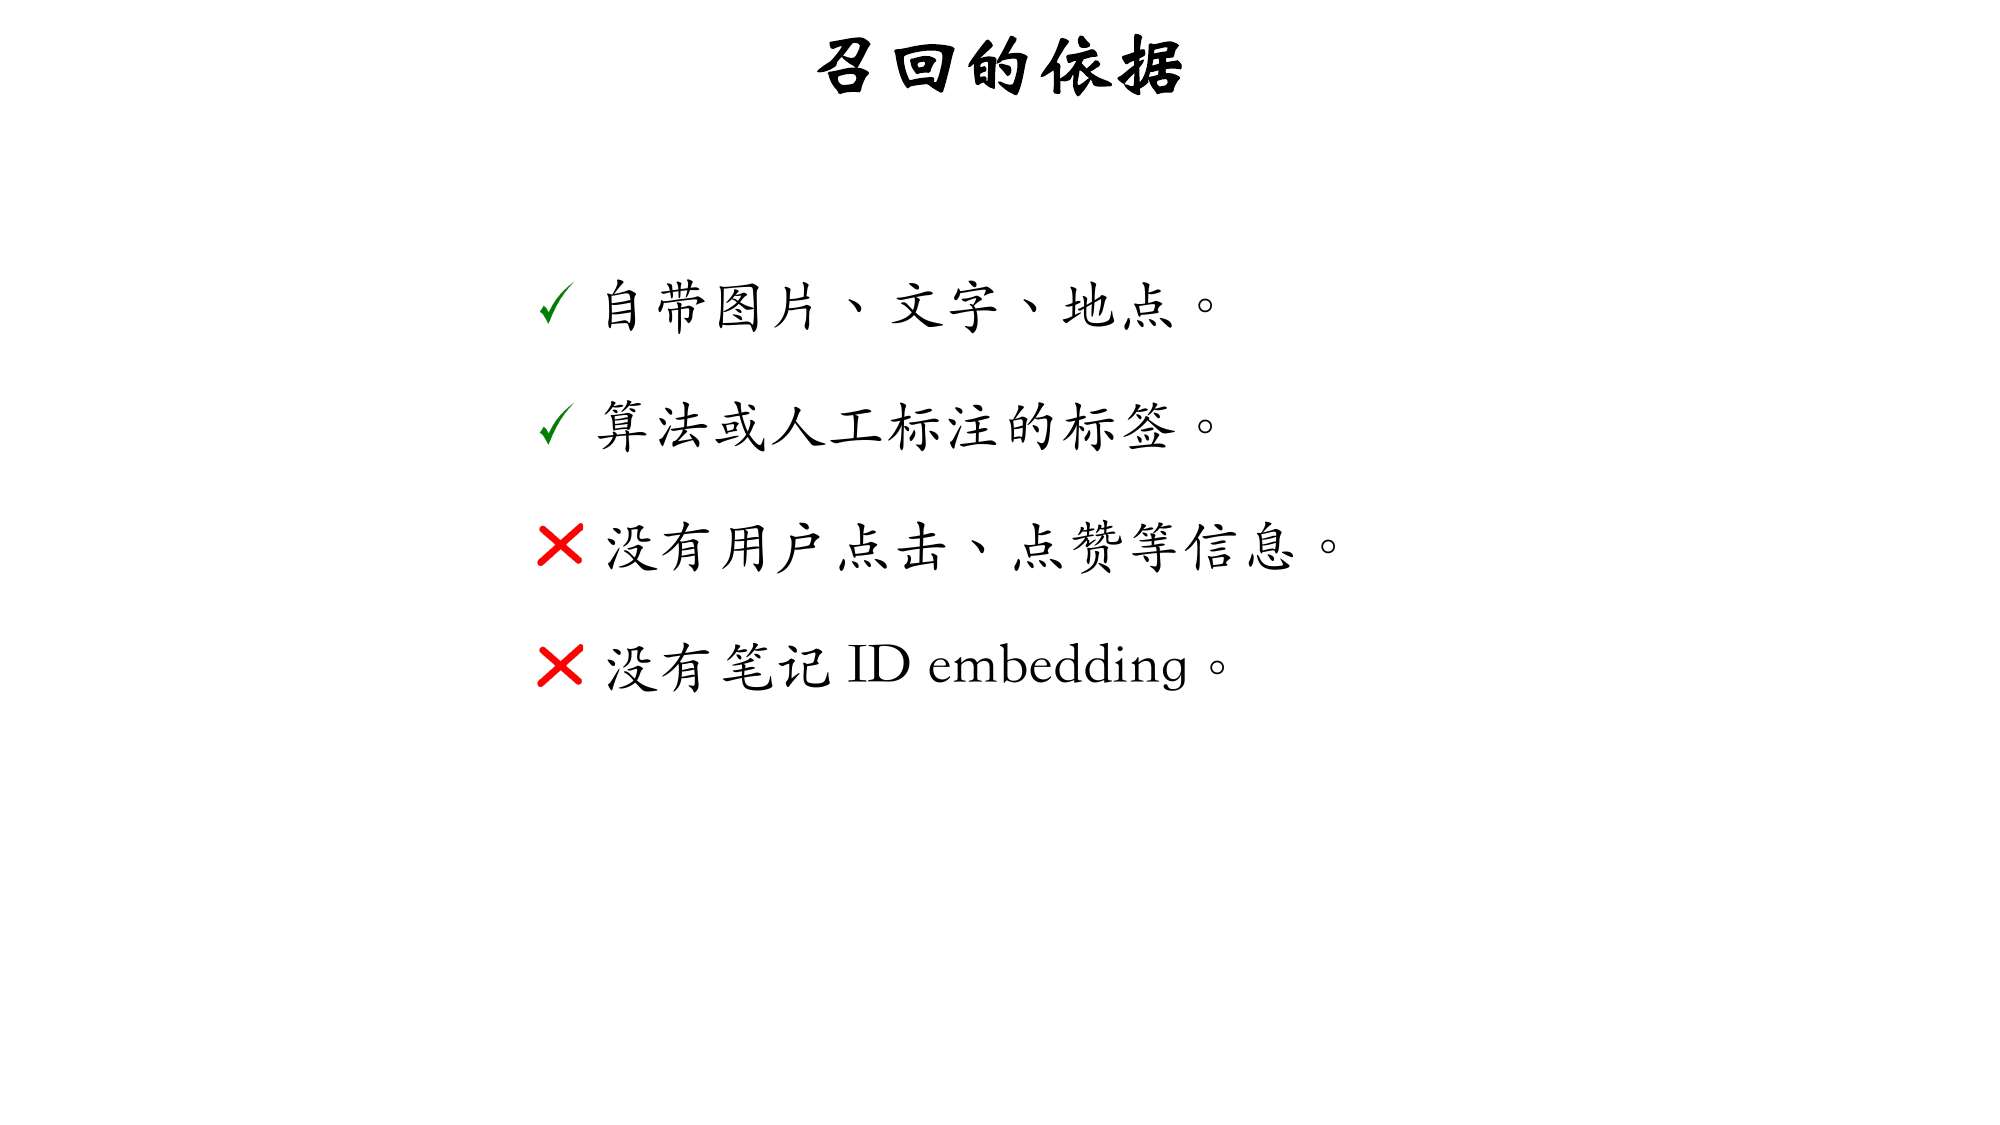 召回的依据
✓ 自带图片、文字、地点。
✓ 算法或人工标注的标签。
✕ 没有用户点击、点赞等信息。
✕ 没有笔记 ID embedding。